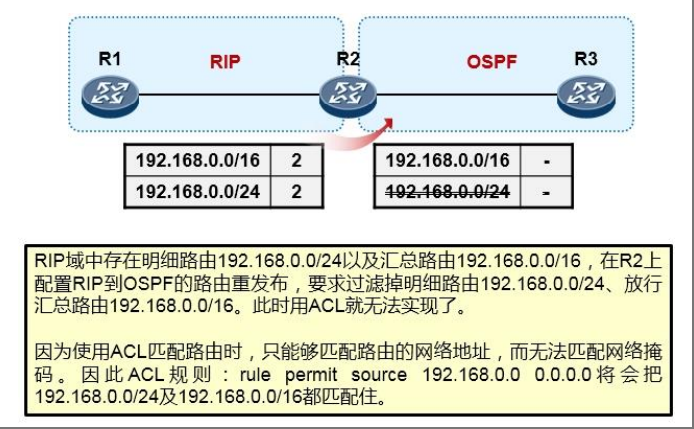 R1 RIP R2 OSPF R3
192.168.0.0/16 2 192.168.0.0/16 -
192.168.0.0/24 2 192.168.0.0/24 -
RIP域中存在明细路由192.168.0.0/24以及汇总路由192.168.0.0/16，在R2上
配置RIP到OSPF的路由重发布，要求过滤掉明细路由192.168.0.0/24、放行
汇总路由192.168.0.0/16。此时用ACL就无法实现了。
因为使用ACL匹配路由时，只能够匹配路由的网络地址，而无法匹配网络掩
码。因此ACL规则：rule permit source 192.168.0.0 0.0.0.0将会把
192.168.0.0/24及192.168.0.0/16都匹配住。